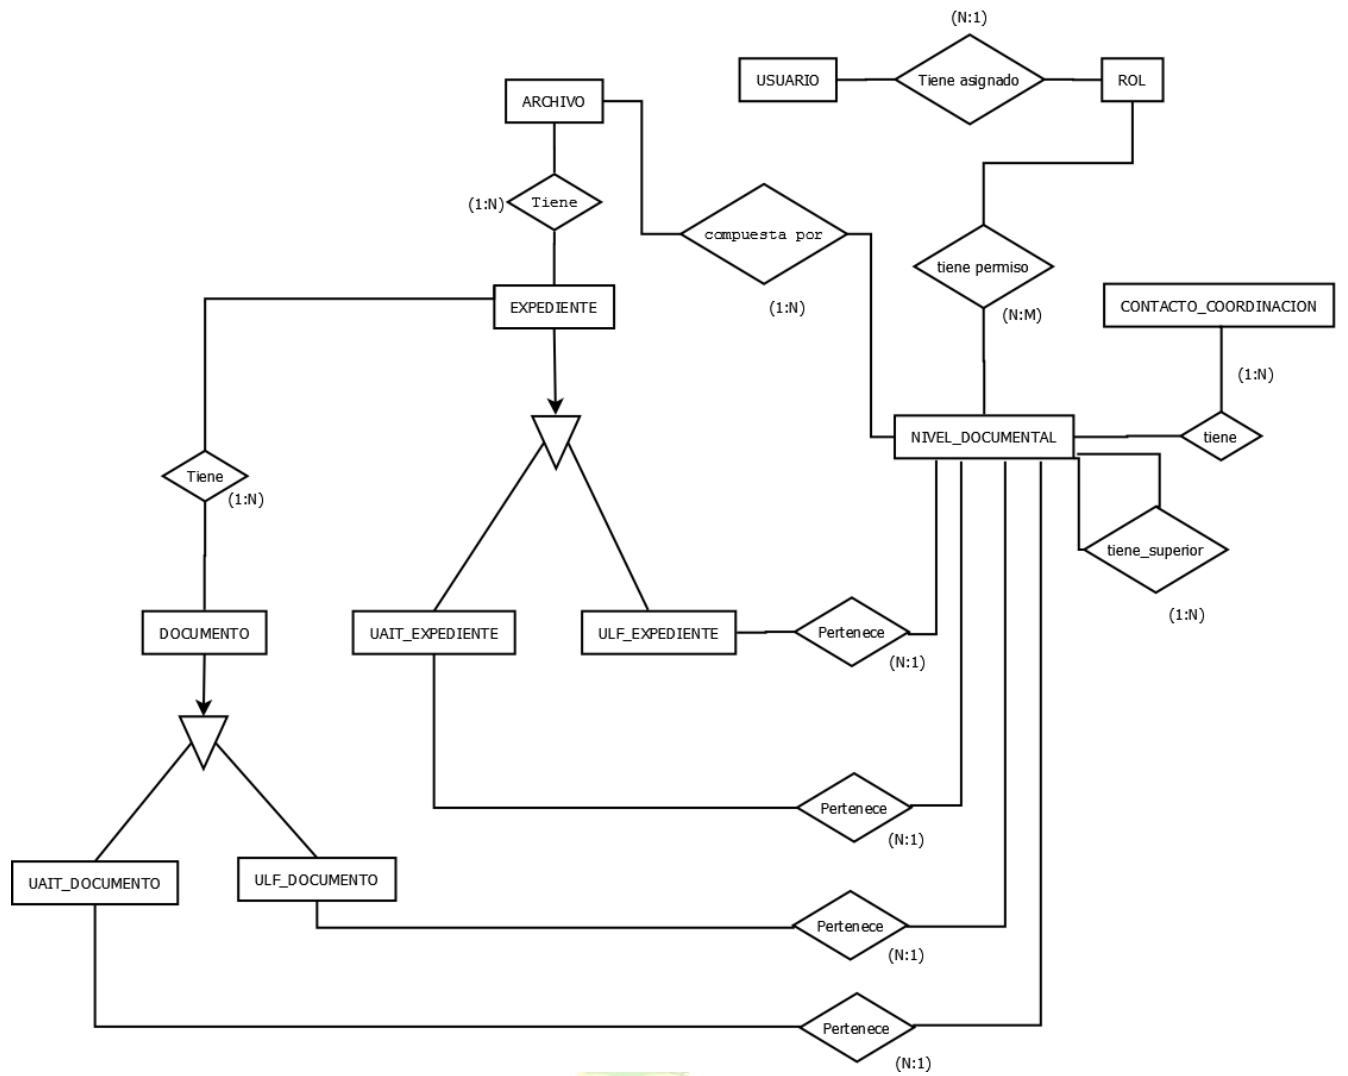 (N:1)
USUARIO
Tiene asignado
ROL
ARCHIVO
(1:N)
Tiene
compuesta por
(1:N)
tiene permiso
(N:M)
EXPEDIENTE
CONTACTO_COORDINACION
(1:N)
NIVEL_DOCUMENTAL
tiene
Tiene
(1:N)
tiene_superior
(1:N)
DOCUMENTO
UAIT_EXPEDIENTE
ULF_EXPEDIENTE
Pertenece
(N:1)
Pertenece
(N:1)
UAIT_DOCUMENTO
ULF_DOCUMENTO
Pertenece
(N:1)
Pertenece
(N:1)